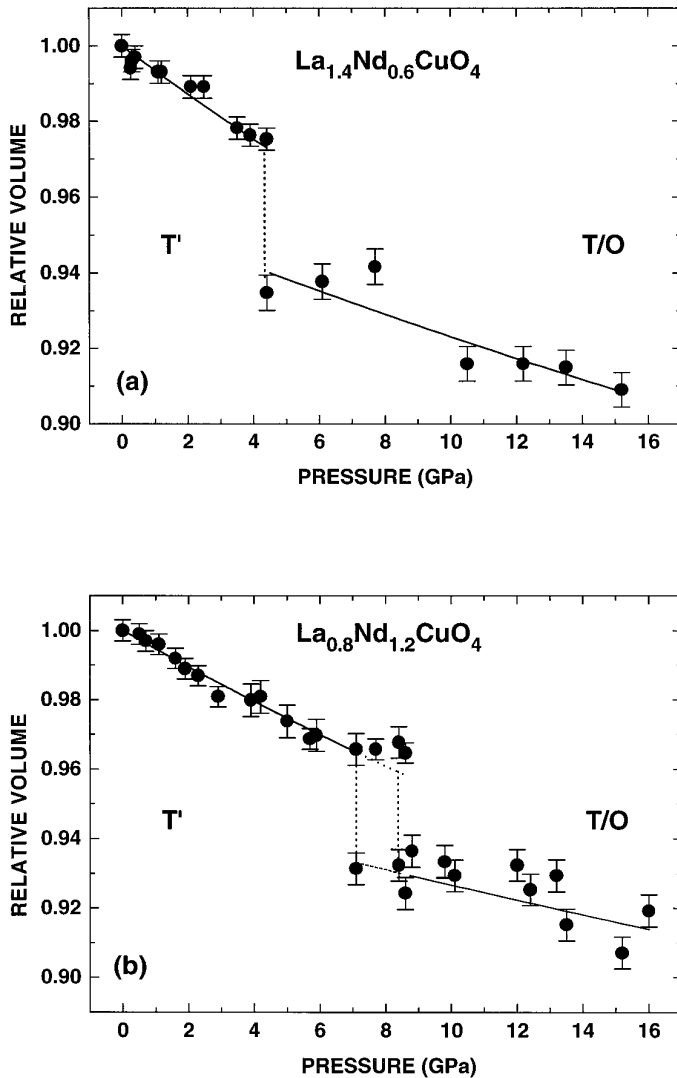 La1.4Nd0.6CuO4
1.00
0.98
0.96
0.94
0.92
0.90
RELATIVE VOLUME
T'
T/O
(a)
0 2 4 6 8 10 12 14 16
PRESSURE (GPa)
La0.8Nd1.2CuO4
1.00
0.98
0.96
0.94
0.92
0.90
RELATIVE VOLUME
T'
T/O
(b)
0 2 4 6 8 10 12 14 16
PRESSURE (GPa)